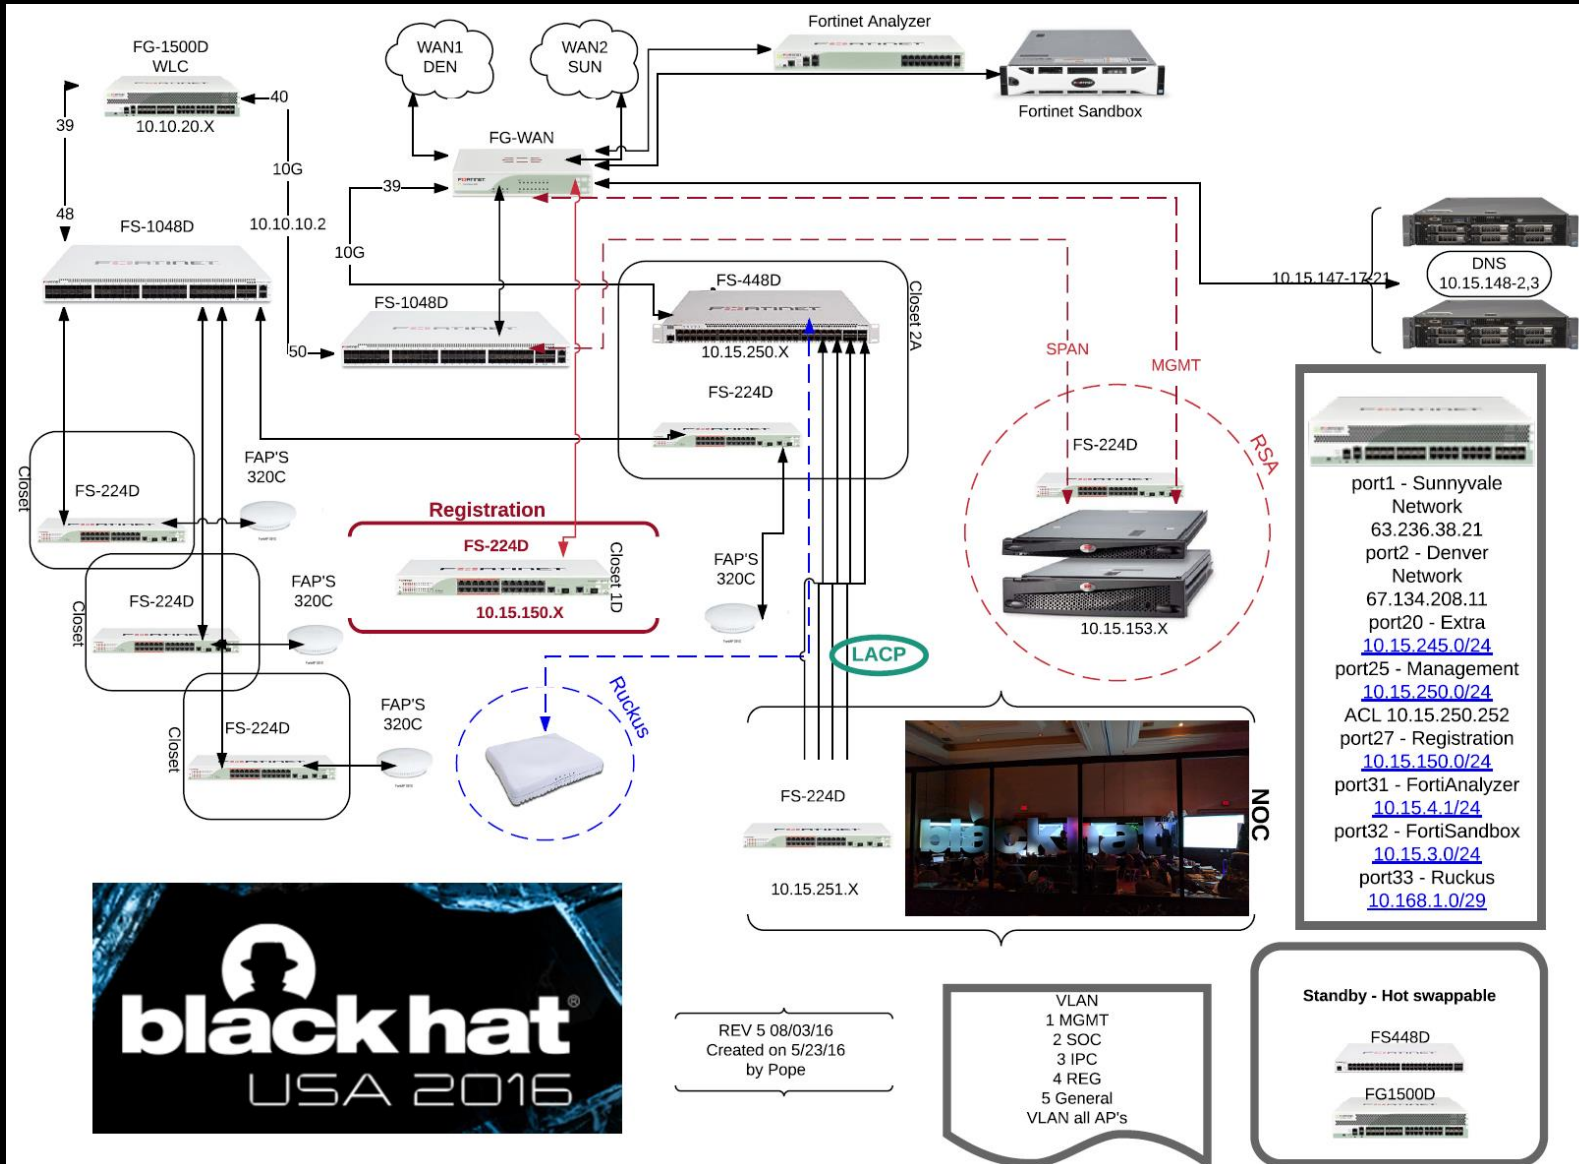 FG-1500D
WLC
10.10.20.X
39
48
40
10G
10.10.10.2
50
WAN1
DEN
WAN2
SUN
Fortinet Analyzer
Fortinet Sandbox
FG-WAN
39
10G
FS-1048D
FORTINET
FS-1048D
FORTINET
FS-448D
10.15.250.X
Closet 2A
FS-224D
SPAN
MGMT
10.15.147-17-21
DNS
10.15.148-2,3
FS-224D
RSA
10.15.153.X
Closet
FS-224D
FAP'S
320C
Closet
FS-224D
FAP'S
320C
Closet
FS-224D
FAP'S
320C
Registration
FS-224D
10.15.150.X
Closet 1D
FAP'S
320C
LACP
Ruckus
FS-224D
10.15.251.X
black hat
NOC
port1 - Sunnyvale
Network
63.236.38.21
port2 - Denver
Network
67.134.208.11
port20 - Extra
10.15.245.0/24
port25 - Management
10.15.250.0/24
ACL 10.15.250.252
port27 - Registration
10.15.150.0/24
port31 - FortiAnalyzer
10.15.4.1/24
port32 - FortiSandbox
10.15.3.0/24
port33 - Ruckus
10.168.1.0/29
black hat®
USA 2016
REV 5 08/03/16
Created on 5/23/16
by Pope
VLAN
1 MGMT
2 SOC
3 IPC
4 REG
5 General
VLAN all AP's
Standby - Hot swappable
FS448D
FG1500D